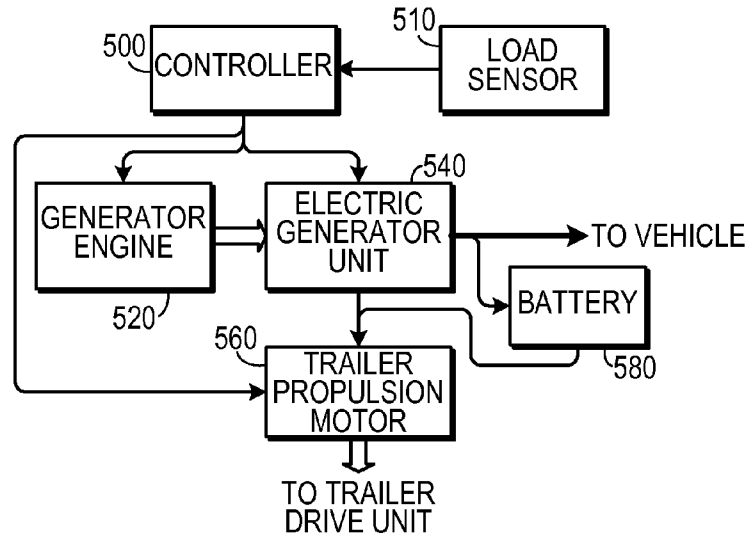 500
CONTROLLER
510
LOAD
SENSOR
GENERATOR
ENGINE
520
540
ELECTRIC
GENERATOR
UNIT
TO VEHICLE
BATTERY
580
560
TRAILER
PROPULSION
MOTOR
TO TRAILER
DRIVE UNIT